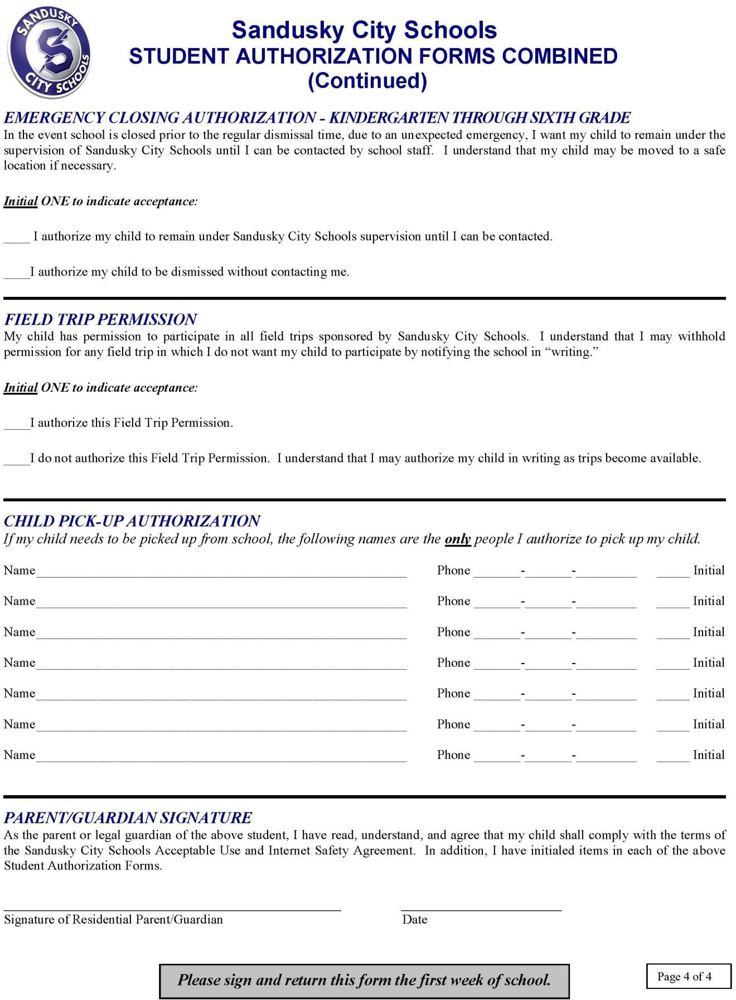 SANDUSKY
CITY SCHOOLS
Sandusky City Schools
STUDENT AUTHORIZATION FORMS COMBINED
(Continued)
EMERGENCY CLOSING AUTHORIZATION - KINDERGARTEN THROUGH SIXTH GRADE
In the event school is closed prior to the regular dismissal time, due to an unexpected emergency, I want my child to remain under the
supervision of Sandusky City Schools until I can be contacted by school staff.  I understand that my child may be moved to a safe
location if necessary.
Initial ONE to indicate acceptance:
____ I authorize my child to remain under Sandusky City Schools supervision until I can be contacted.
____I authorize my child to be dismissed without contacting me.
FIELD TRIP PERMISSION
My child has permission to participate in all field trips sponsored by Sandusky City Schools.  I understand that I may withhold
permission for any field trip in which I do not want my child to participate by notifying the school in “writing.”
Initial ONE to indicate acceptance:
____I authorize this Field Trip Permission.
____I do not authorize this Field Trip Permission.  I understand that I may authorize my child in writing as trips become available.
CHILD PICK-UP AUTHORIZATION
If my child needs to be picked up from school, the following names are the only people I authorize to pick up my child.
Name_______________________________________________________ Phone _______-_______-_________ _____ Initial
Name_______________________________________________________ Phone _______-_______-_________ _____ Initial
Name_______________________________________________________ Phone _______-_______-_________ _____ Initial
Name_______________________________________________________ Phone _______-_______-_________ _____ Initial
Name_______________________________________________________ Phone _______-_______-_________ _____ Initial
Name_______________________________________________________ Phone _______-_______-_________ _____ Initial
Name_______________________________________________________ Phone _______-_______-_________ _____ Initial
PARENT/GUARDIAN SIGNATURE
As the parent or legal guardian of the above student, I have read, understand, and agree that my child shall comply with the terms of
the Sandusky City Schools Acceptable Use and Internet Safety Agreement.  In addition, I have initialed items in each of the above
Student Authorization Forms.
Signature of Residential Parent/Guardian Date
Please sign and return this form the first week of school.
Page 4 of 4